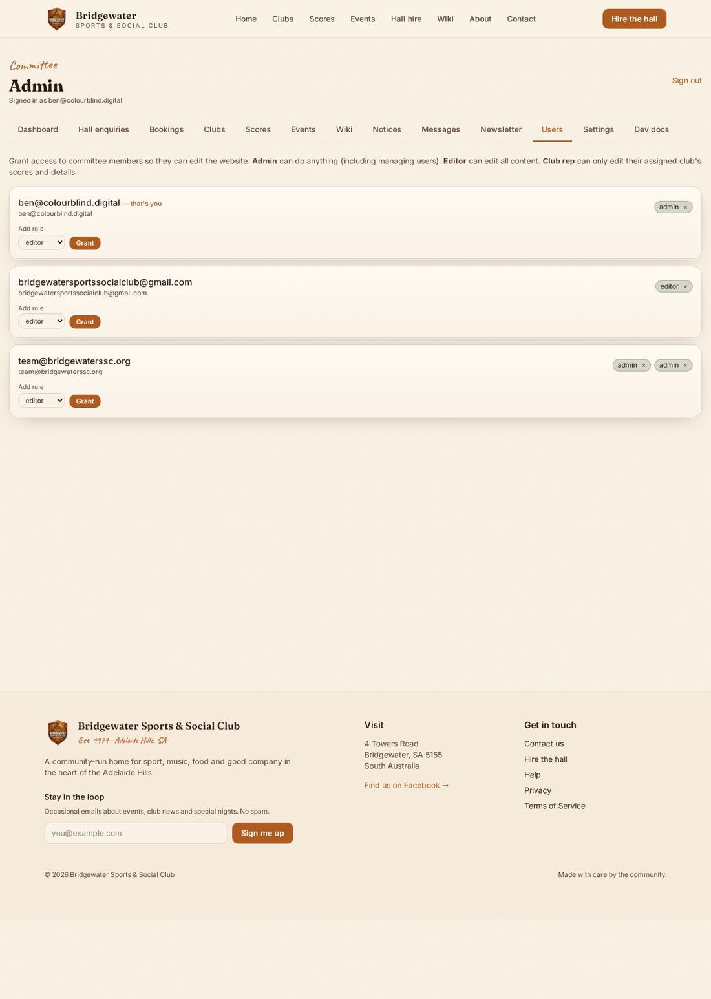 Bridgewater
SPORTS & SOCIAL CLUB
Home
Clubs
Scores
Events
Hall hire
Wiki
About
Contact
Hire the hall
Committee
Admin
Signed in as ben@colourblind.digital
Sign out
Dashboard
Hall enquiries
Bookings
Clubs
Scores
Events
Wiki
Notices
Messages
Newsletter
Users
Settings
Dev docs
Grant access to committee members so they can edit the website. Admin can do anything (including managing users). Editor can edit all content. Club rep can only edit their assigned club's
scores and details.
ben@colourblind.digital — that's you
ben@colourblind.digital
admin ×
Add role
editor
Grant
bridgewatersportssocialclub@gmail.com
bridgewatersportssocialclub@gmail.com
editor ×
Add role
editor
Grant
team@bridgewaterssc.org
team@bridgewaterssc.org
admin ×
admin ×
Add role
editor
Grant
Bridgewater Sports & Social Club
Est. 1979 · Adelaide Hills, SA
A community-run home for sport, music, food and good company in
the heart of the Adelaide Hills.
Stay in the loop
Occasional emails about events, club news and special nights. No spam.
you@example.com
Sign me up
Visit
4 Towers Road
Bridgewater, SA 5155
South Australia
Find us on Facebook →
Get in touch
Contact us
Hire the hall
Help
Privacy
Terms of Service
© 2026 Bridgewater Sports & Social Club
Made with care by the community.